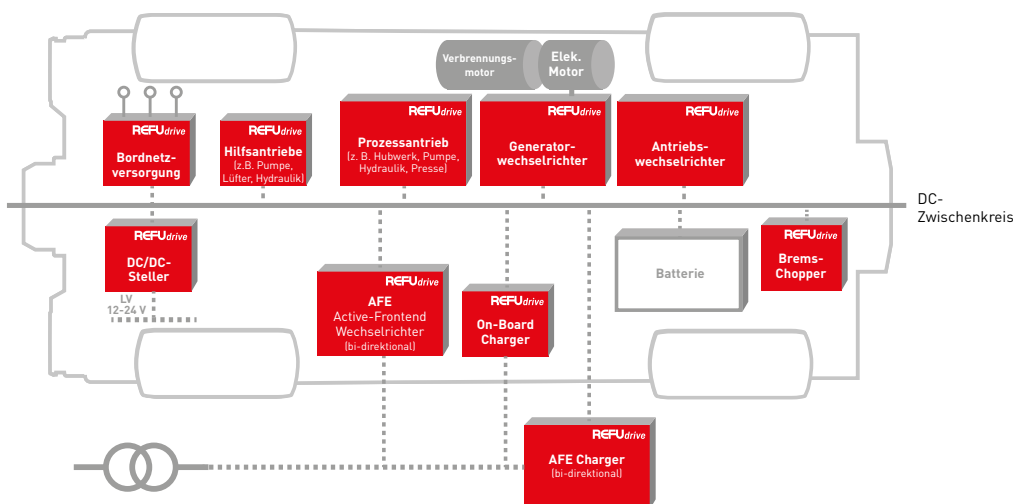 Verbrennungs-
motor
Elek.
Motor
REFUdrive
Bordnetz-
versorgung
REFUdrive
Hilfsantriebe
(z.B. Pumpe,
Lüfter, Hydraulik)
REFUdrive
Prozessantrieb
(z. B. Hubwerk, Pumpe,
Hydraulik, Presse)
REFUdrive
Generator-
wechselrichter
REFUdrive
Antriebs-
wechselrichter
DC-
Zwischenkreis
REFUdrive
DC/DC-
Steller
LV
12-24 V
REFUdrive
AFE
Active-Frontend
Wechselrichter
(bi-direktional)
REFUdrive
On-Board
Charger
Batterie
REFUdrive
Brems-
Chopper
REFUdrive
AFE Charger
(bi-direktional)